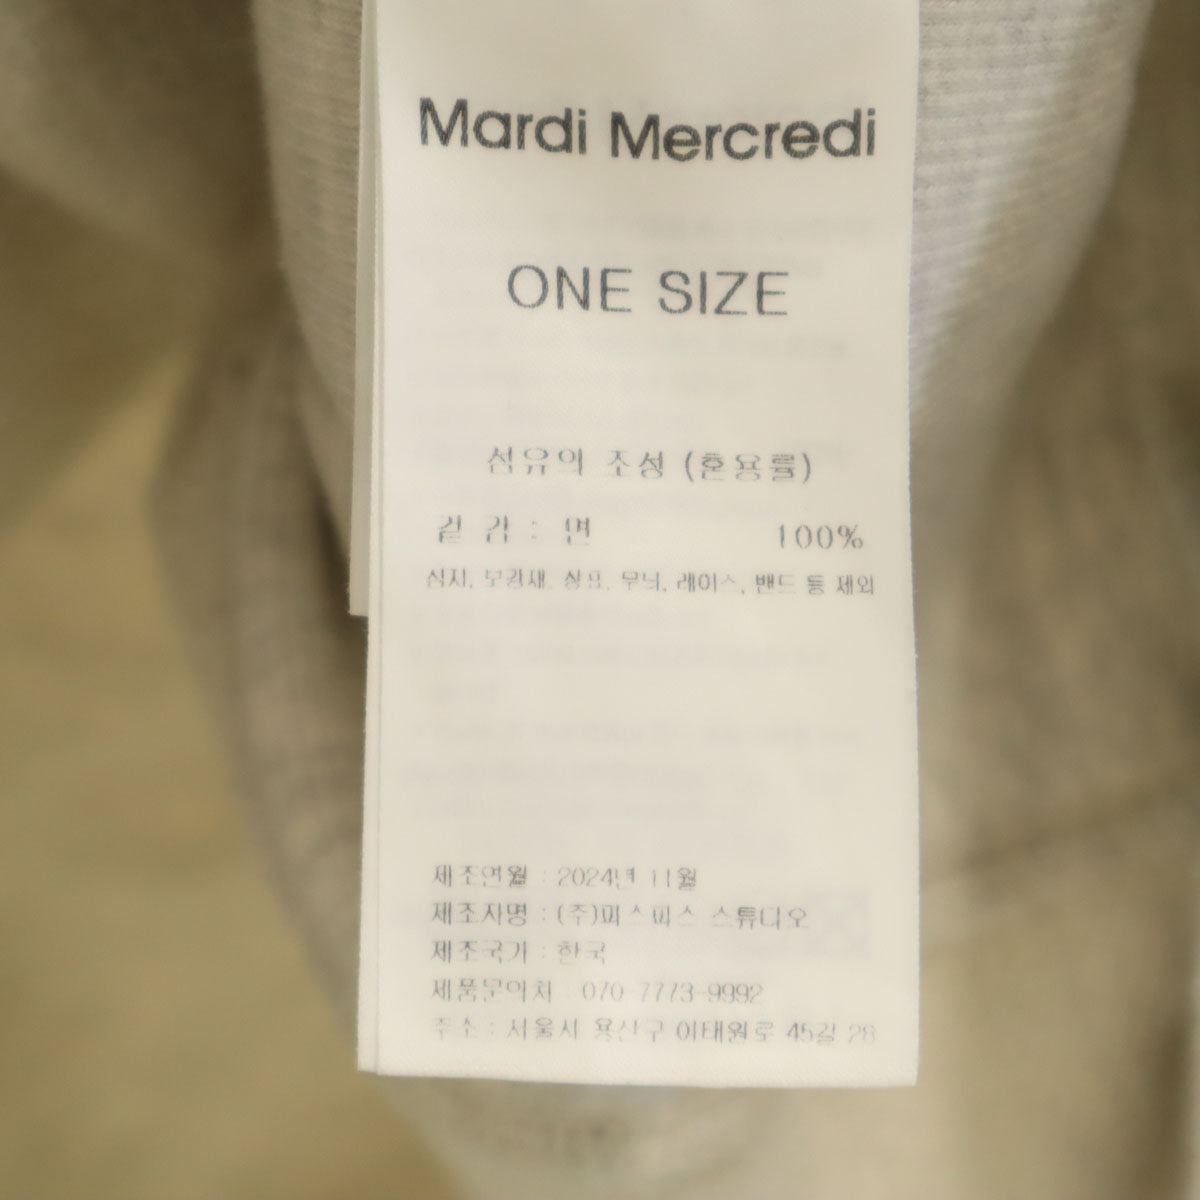 Mardi Mercredi
ONE SIZE
섬유의 조성 (혼용률)
겉 감 : 면 100%
심지, 보강재, 상표, 무늬, 레이스, 밴드 등 제외
제조연월 : 2024년 11월
제조자명 : (주)피스피스 스튜디오
제조국가 : 한국
제품문의처 : 070-7773-9992
주소 : 서울시 용산구 이태원로 45길 28